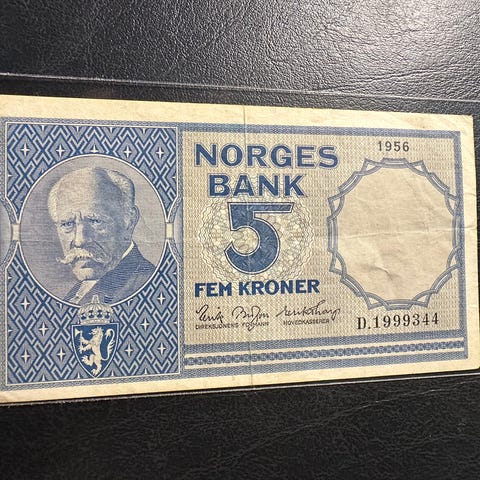 NORGES
BANK
1956
5
FEM KRONER
DIREKSJONENS FORMANN
HOVEDKASSERER
D.1999344